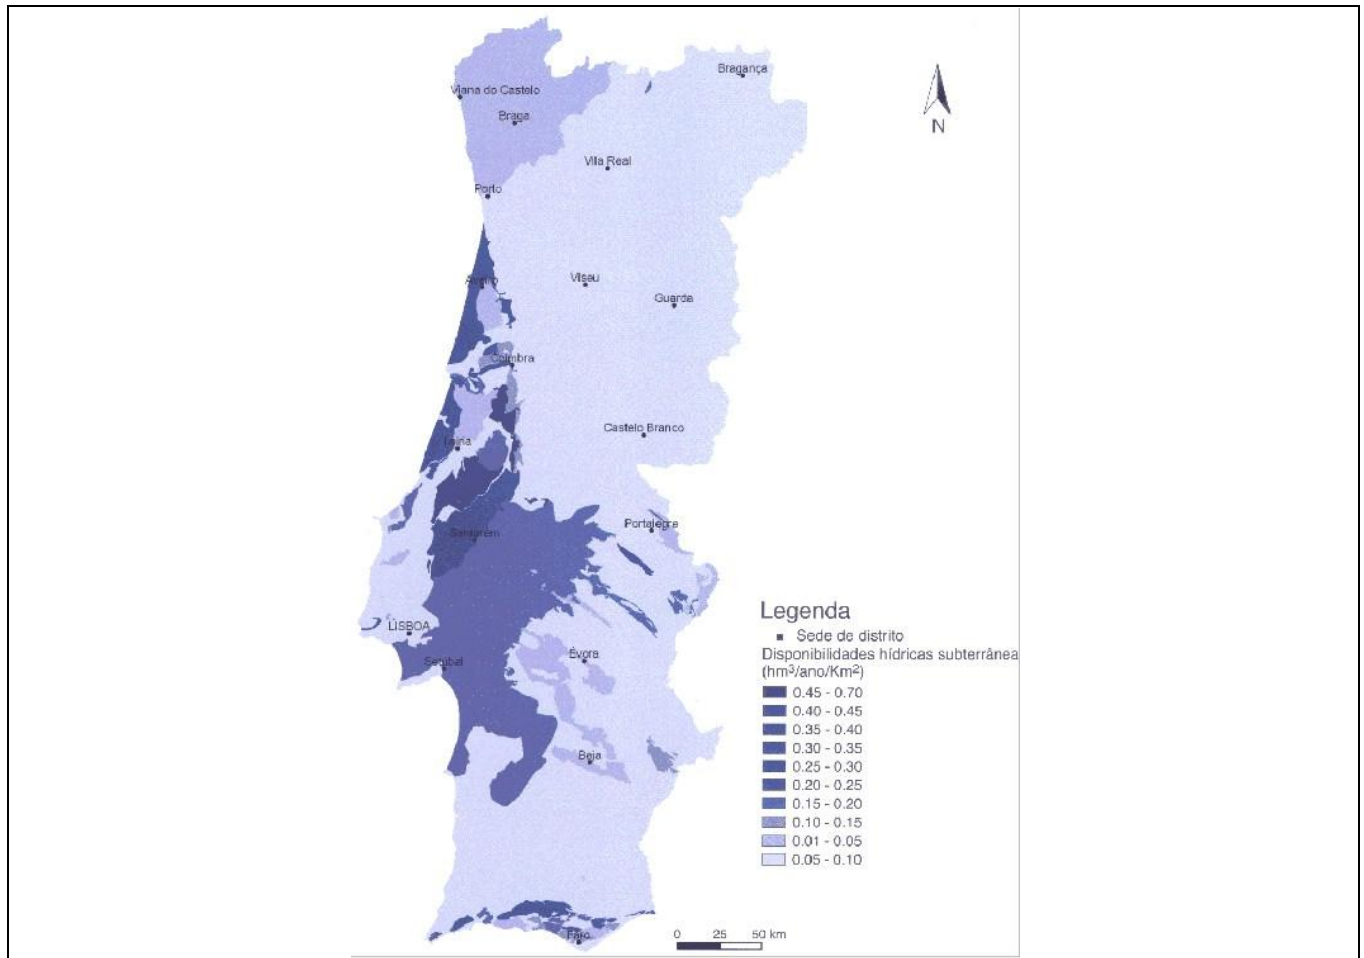 Bragança
Viana do Castelo
Braga
N
Vila Real
Porto
Aveiro
Viseu
Guarda
Coimbra
Castelo Branco
Leiria
Portalegre
Santarém
LISBOA
Setúbal
Évora
Beja
Faro
Legenda
Sede de distrito
Disponibilidades hídricas subterrânea
(hm³/ano/Km²)
0.45 - 0.70
0.40 - 0.45
0.35 - 0.40
0.30 - 0.35
0.25 - 0.30
0.20 - 0.25
0.15 - 0.20
0.10 - 0.15
0.01 - 0.05
0.05 - 0.10
0 25 50 km